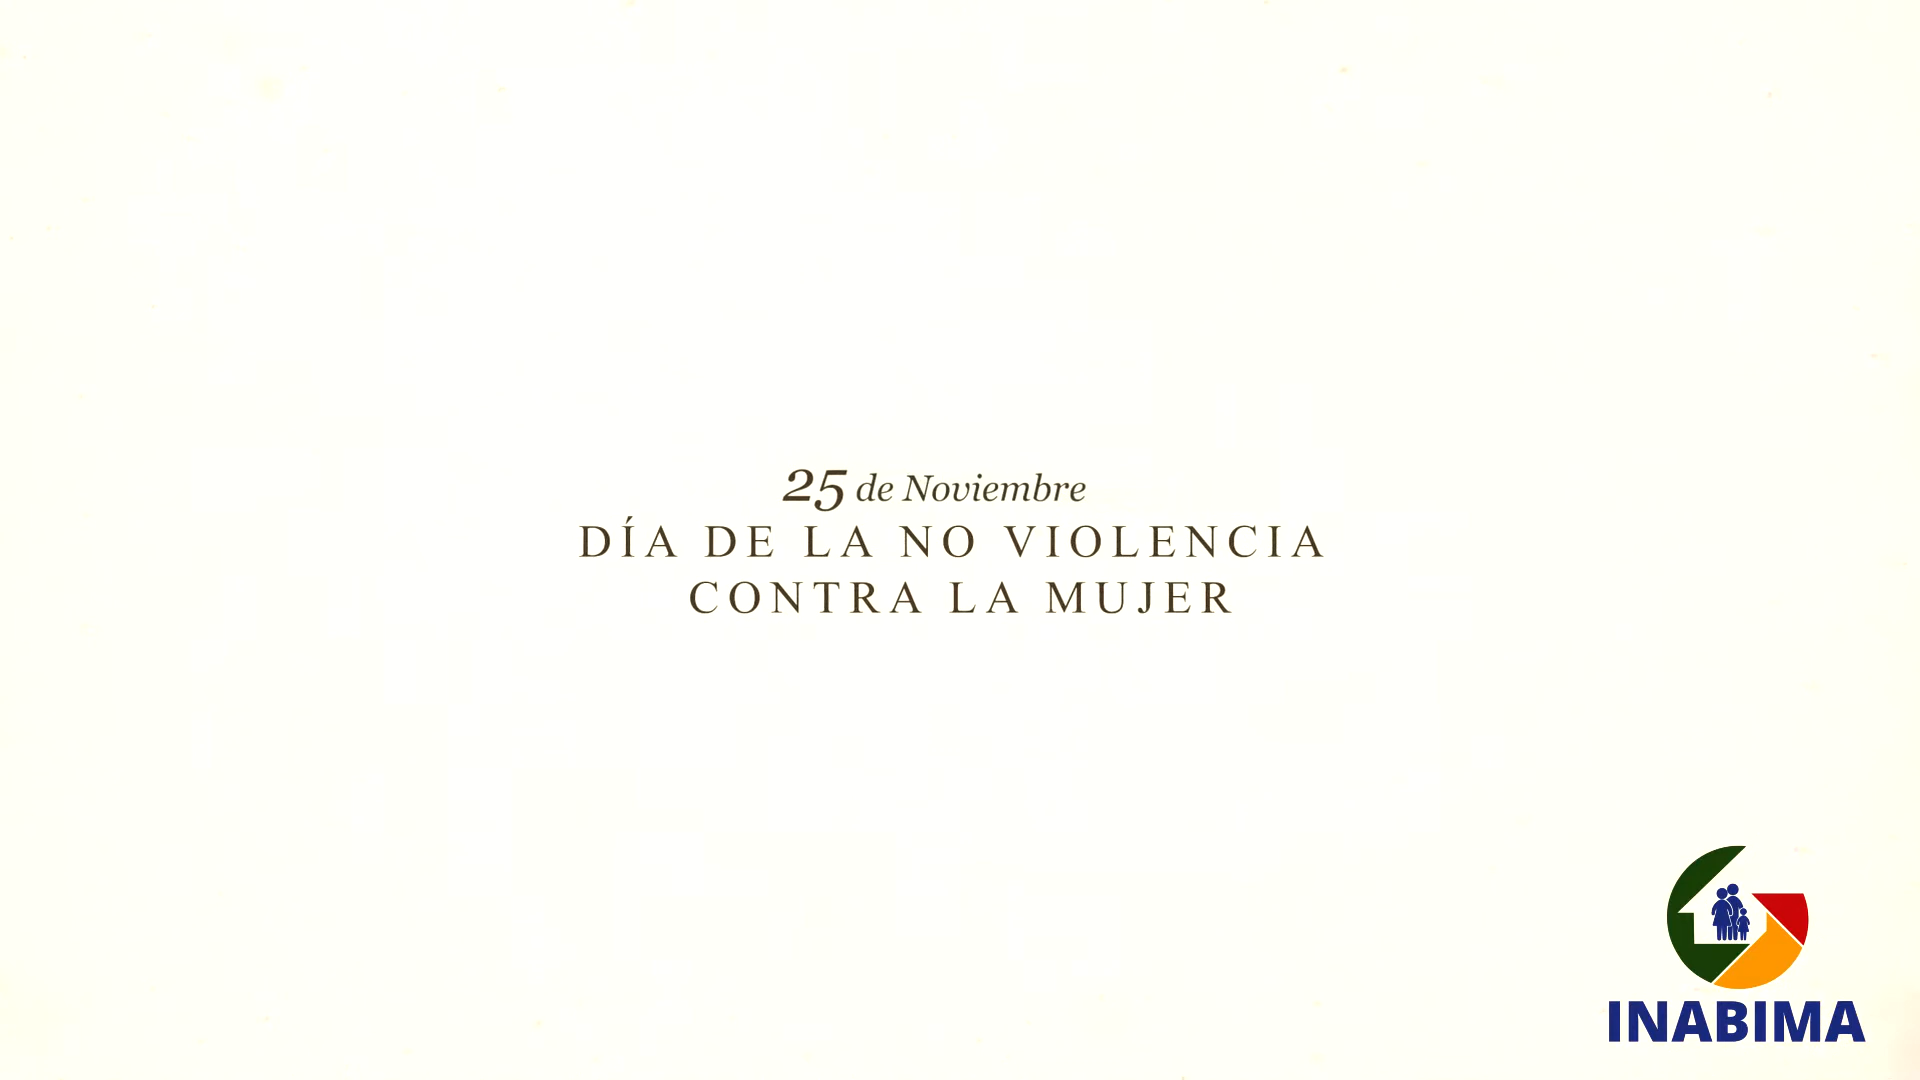 25 de Noviembre
DÍA DE LA NO VIOLENCIA
CONTRA LA MUJER
INABIMA